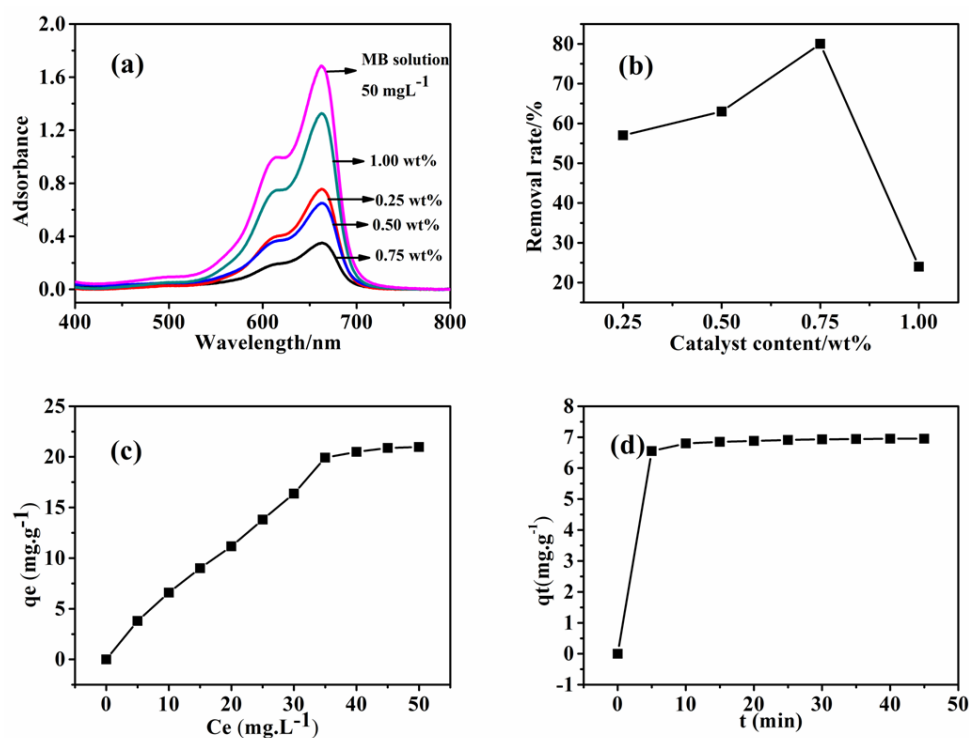 (a)
MB solution
50 mgL-1
1.00 wt%
0.25 wt%
0.50 wt%
0.75 wt%
Adsorbance
2.0
1.6
1.2
0.8
0.4
0.0
400 500 600 700 800
Wavelength/nm
(b)
Removal rate/%
80
70
60
50
40
30
20
0.25 0.50 0.75 1.00
Catalyst content/wt%
(c)
qe (mg.g-1)
25
20
15
10
5
0
0 10 20 30 40 50
Ce (mg.L-1)
(d)
qt(mg.g-1)
8
7
6
5
4
3
2
1
0
-1
0 10 20 30 40 50
t (min)